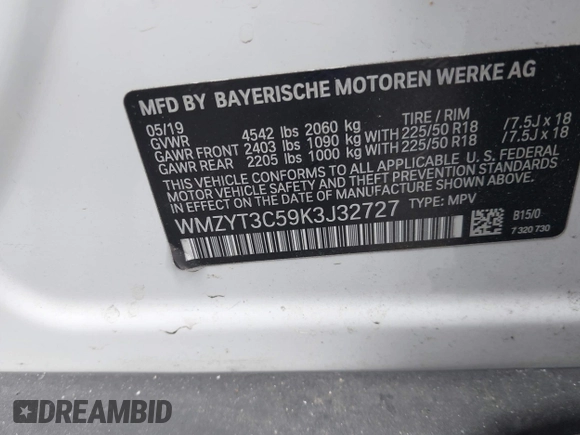 MFD BY BAYERISCHE MOTOREN WERKE AG
05/19 TIRE / RIM
GVWR 4542 lbs 2060 kg
GAWR FRONT 2403 lbs 1090 kg WITH 225/50 R18 /7.5J x 18
GAWR REAR 2205 lbs 1000 kg WITH 225/50 R18 /7.5J x 18
THIS VEHICLE CONFORMS TO ALL APPLICABLE U.S. FEDERAL
MOTOR VEHICLE SAFETY STANDARDS IN EFFECT ON THE
DATE OF MANUFACTURE SHOWN ABOVE.
WMZYT3C59K3J32727 TYPE: MPV
B15/0
7 320 730
DREAMBID